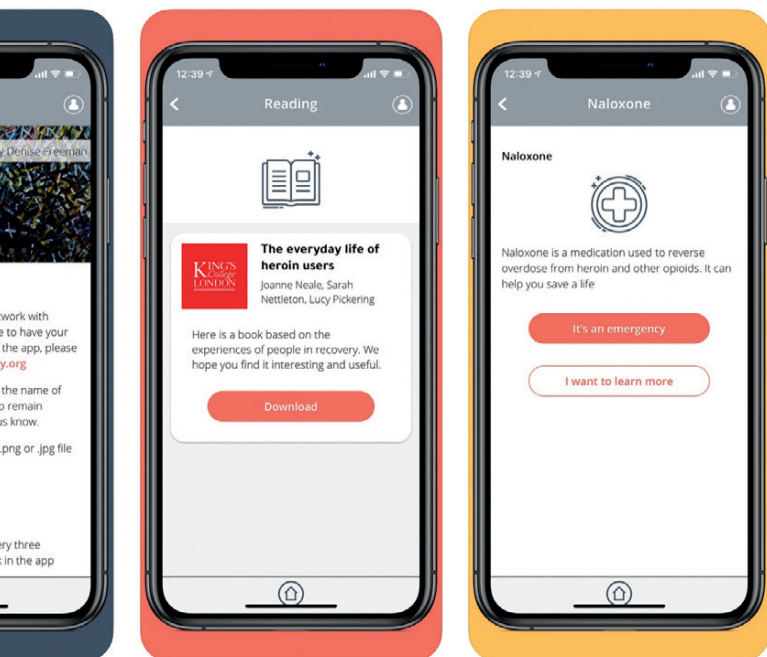 y Denise Freeman
work with
e to have your
the app, please
y.org
the name of
o remain
us know.
.png or .jpg file
ery three
k in the app
12:39
Reading
KING'S
College
LONDON
The everyday life of
heroin users
Joanne Neale, Sarah
Nettleton, Lucy Pickering
Here is a book based on the
experiences of people in recovery. We
hope you find it interesting and useful.
Download
12:39
Naloxone
Naloxone
Naloxone is a medication used to reverse
overdose from heroin and other opioids. It can
help you save a life
It's an emergency
I want to learn more